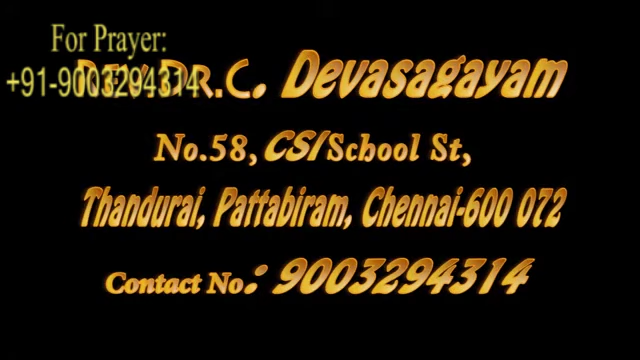 For Prayer:
+91-9003294314
Rev. Dr.C. Devasagayam
No.58, CSI School St,
Thandurai, Pattabiram, Chennai-600 072
Contact No: 9003294314